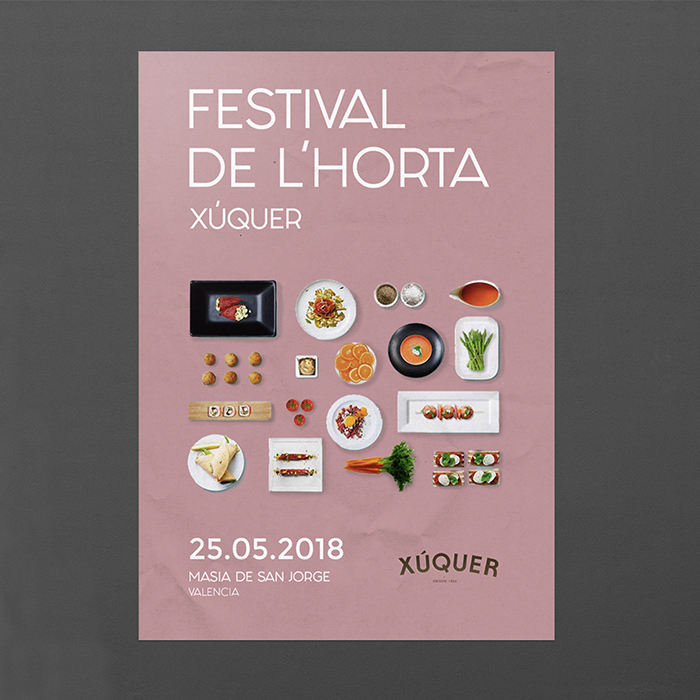 FESTIVAL
DE L'HORTA
XÚQUER
25.05.2018
MASIA DE SAN JORGE
VALENCIA
XÚQUER